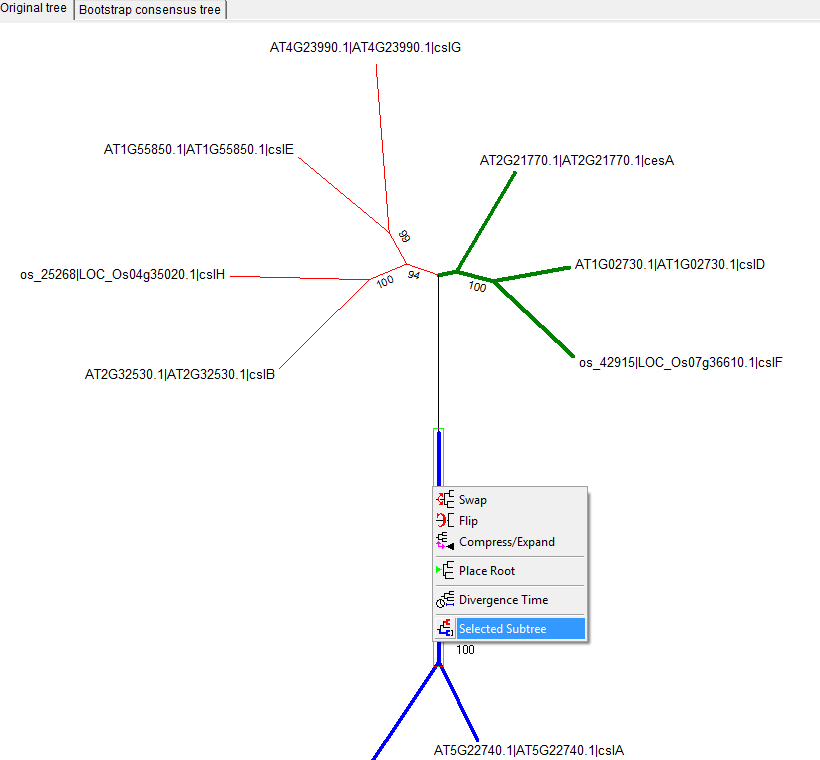 Original tree
Bootstrap consensus tree
AT4G23990.1|AT4G23990.1|cslG
AT1G55850.1|AT1G55850.1|cslE
AT2G21770.1|AT2G21770.1|cesA
99
os_25268|LOC_Os04g35020.1|cslH
100
94
100
AT1G02730.1|AT1G02730.1|cslD
os_42915|LOC_Os07g36610.1|cslF
AT2G32530.1|AT2G32530.1|cslB
Swap
Flip
Compress/Expand
Place Root
Divergence Time
Selected Subtree
100
AT5G22740.1|AT5G22740.1|cslA